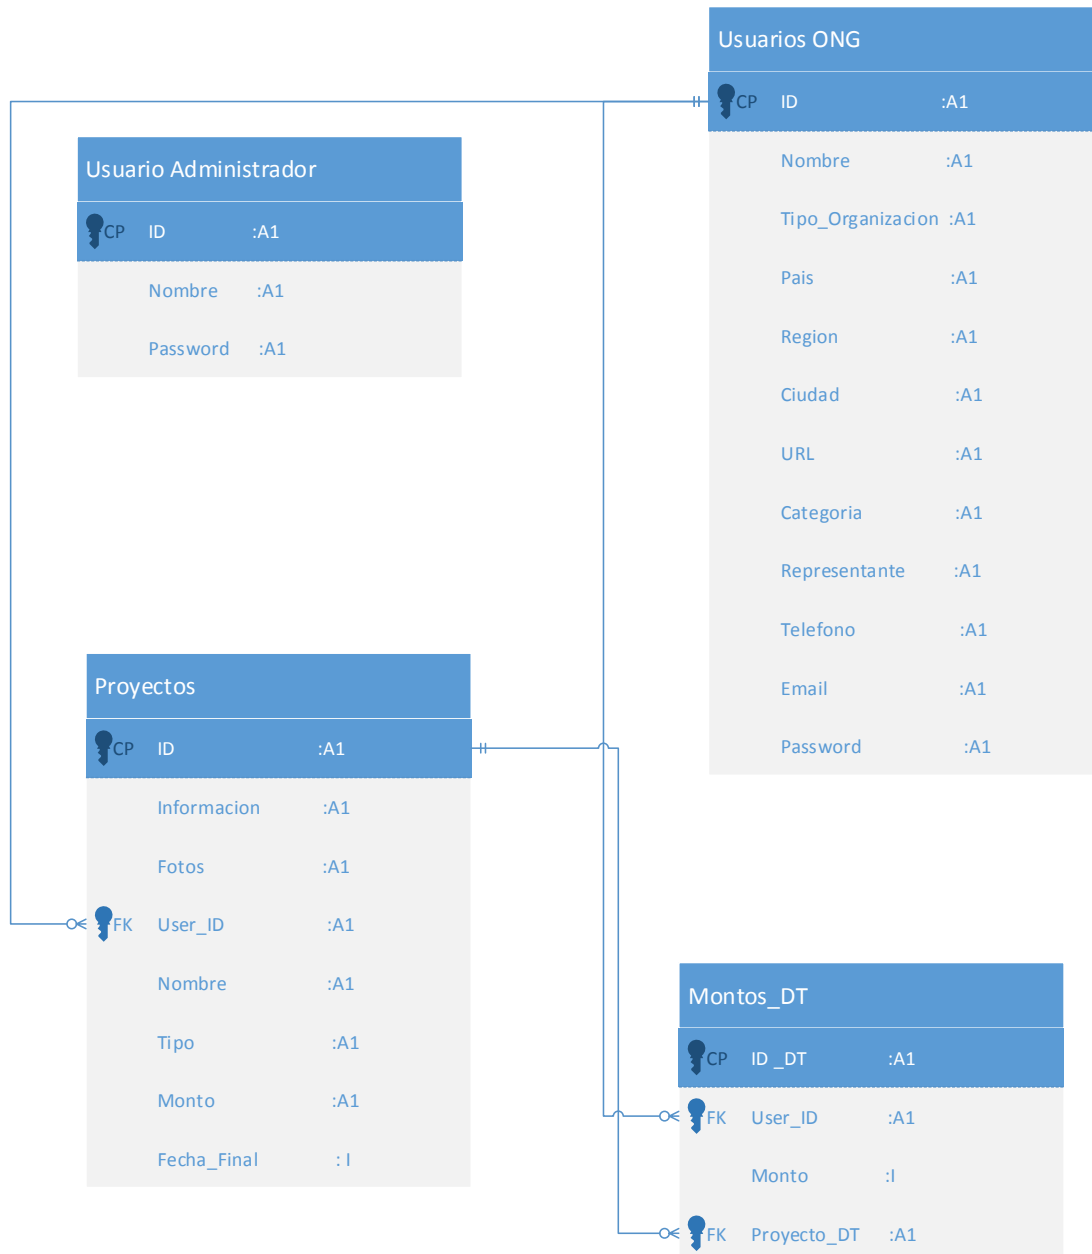 Usuarios ONG
CP ID :A1
Nombre :A1
Tipo_Organizacion :A1
Pais :A1
Region :A1
Ciudad :A1
URL :A1
Categoria :A1
Representante :A1
Telefono :A1
Email :A1
Password :A1
Usuario Administrador
CP ID :A1
Nombre :A1
Password :A1
Proyectos
CP ID :A1
Informacion :A1
Fotos :A1
FK User_ID :A1
Nombre :A1
Tipo :A1
Monto :A1
Fecha_Final : I
Montos_DT
CP ID _DT :A1
FK User_ID :A1
Monto :I
FK Proyecto_DT :A1